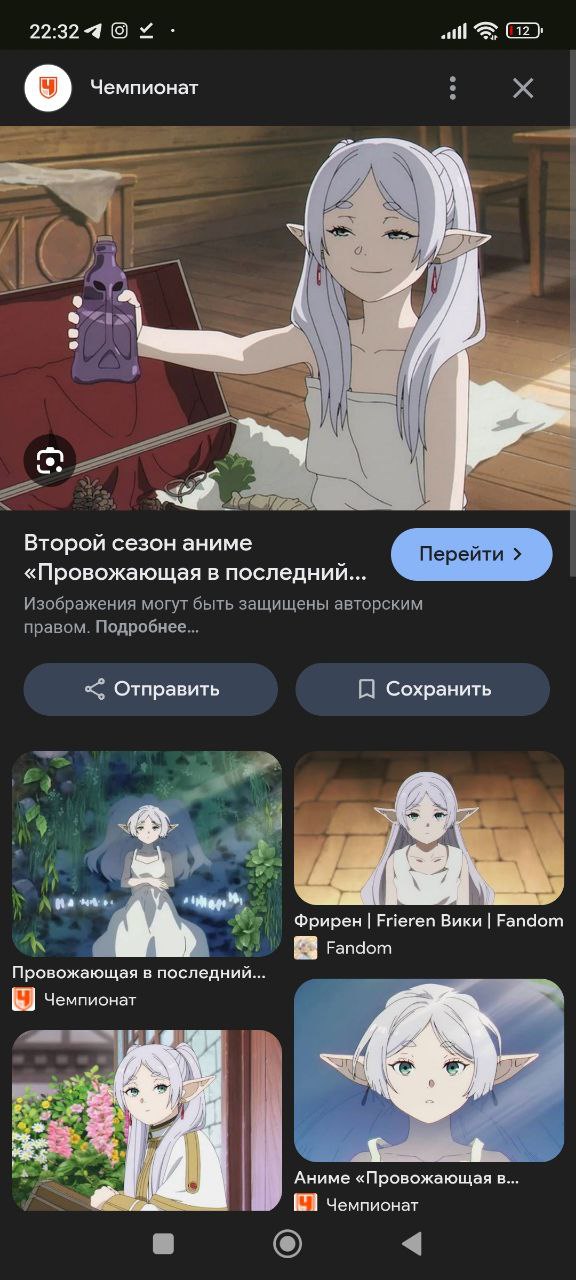 22:32
12
Чемпионат
Второй сезон аниме
«Провожающая в последний...
Перейти
Изображения могут быть защищены авторским
правом. Подробнее...
Отправить
Сохранить
Провожающая в последний...
Чемпионат
Фрирен | Frieren Вики | Fandom
Fandom
Аниме «Провожающая в...
Чемпионат